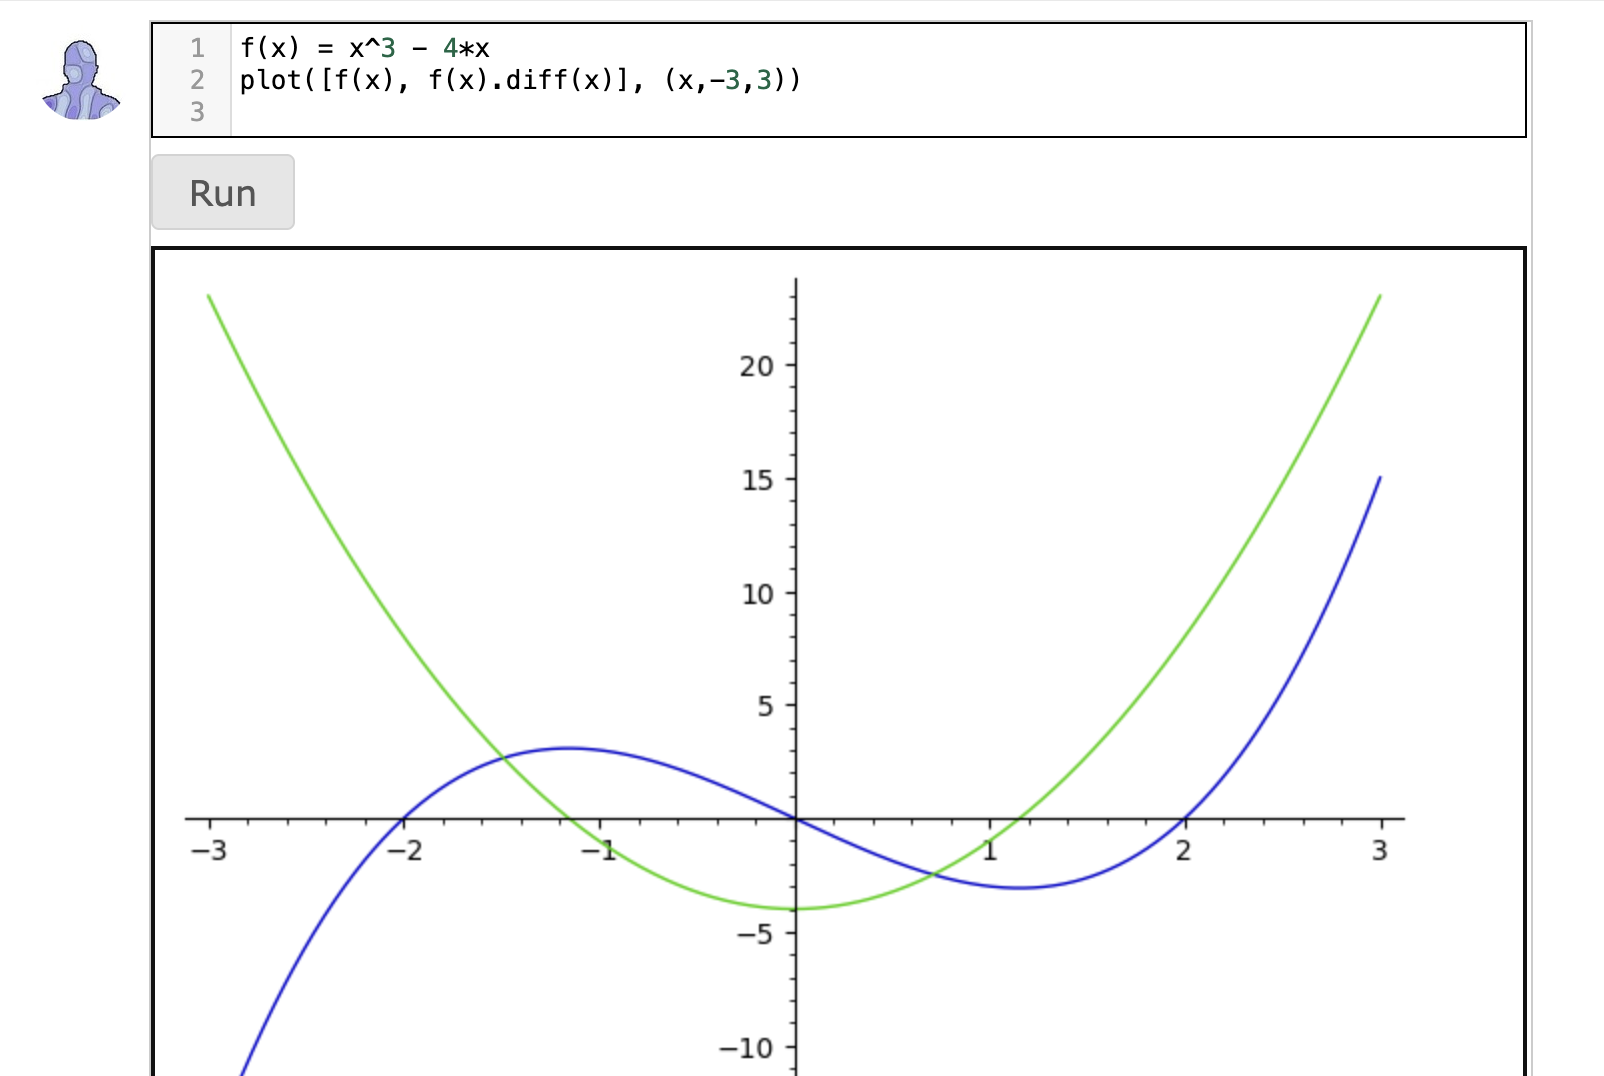 1 f(x) = x^3 − 4*x
2 plot([f(x), f(x).diff(x)], (x,−3,3))
3
Run
20
15
10
5
−3 −2 −1 1 2 3
−5
−10